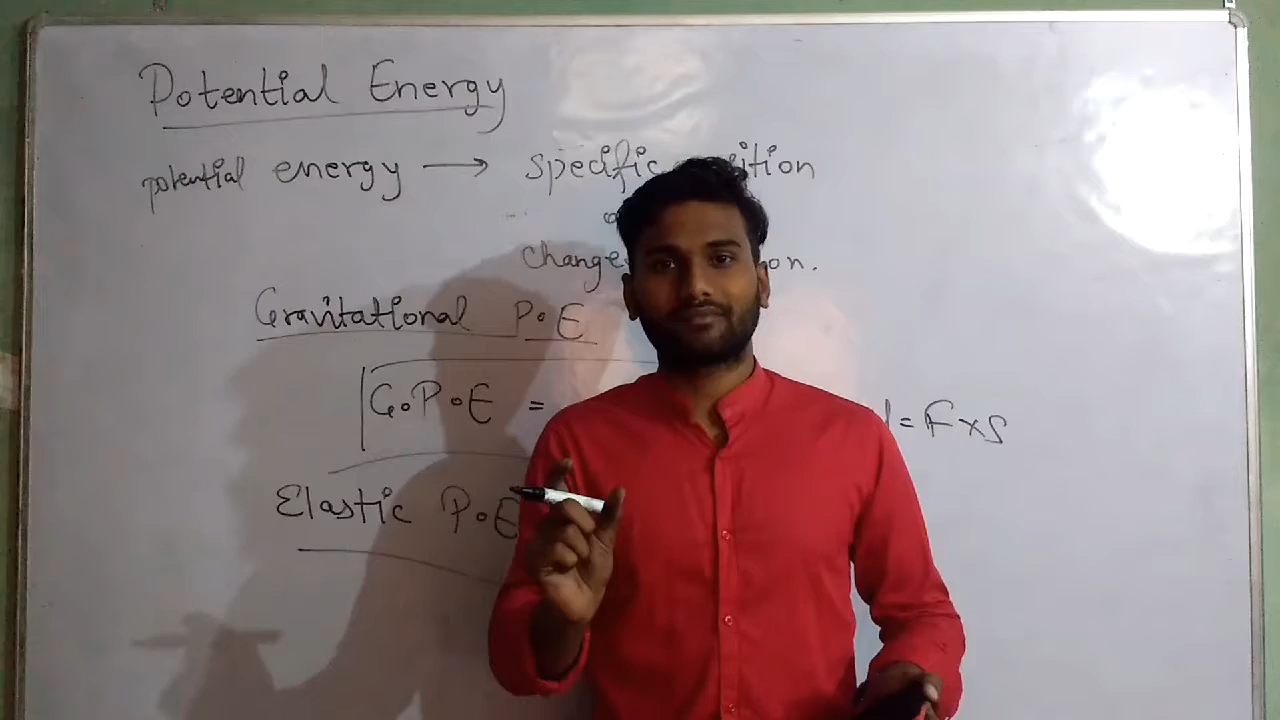 Potential Energy
potential energy → specific
change
Gravitational P.E
G.P.E =
= F×S
Elastic P.E